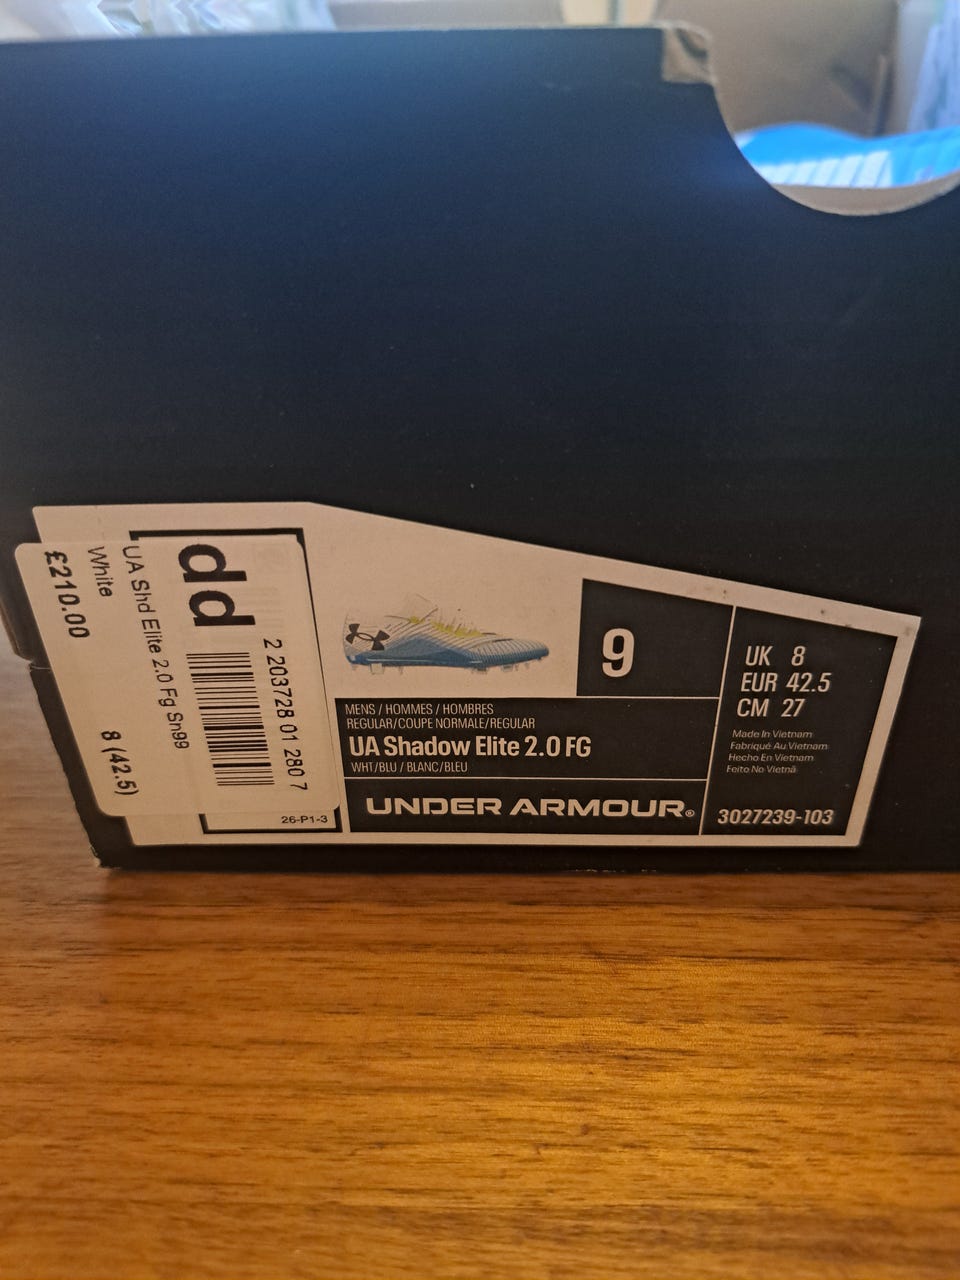 dd
2 203728 01 280 7
UA Shd Elite 2.0 Fg Sn99
White
8 (42.5)
£210.00
26-P1-3
9
MENS / HOMMES / HOMBRES
REGULAR/COUPE NORMALE/REGULAR
UA Shadow Elite 2.0 FG
WHT/BLU / BLANC/BLEU
UNDER ARMOUR®
UK 8
EUR 42.5
CM 27
Made In Vietnam
Fabriqué Au Vietnam
Hecho En Vietnam
Feito No Vietnã
3027239-103